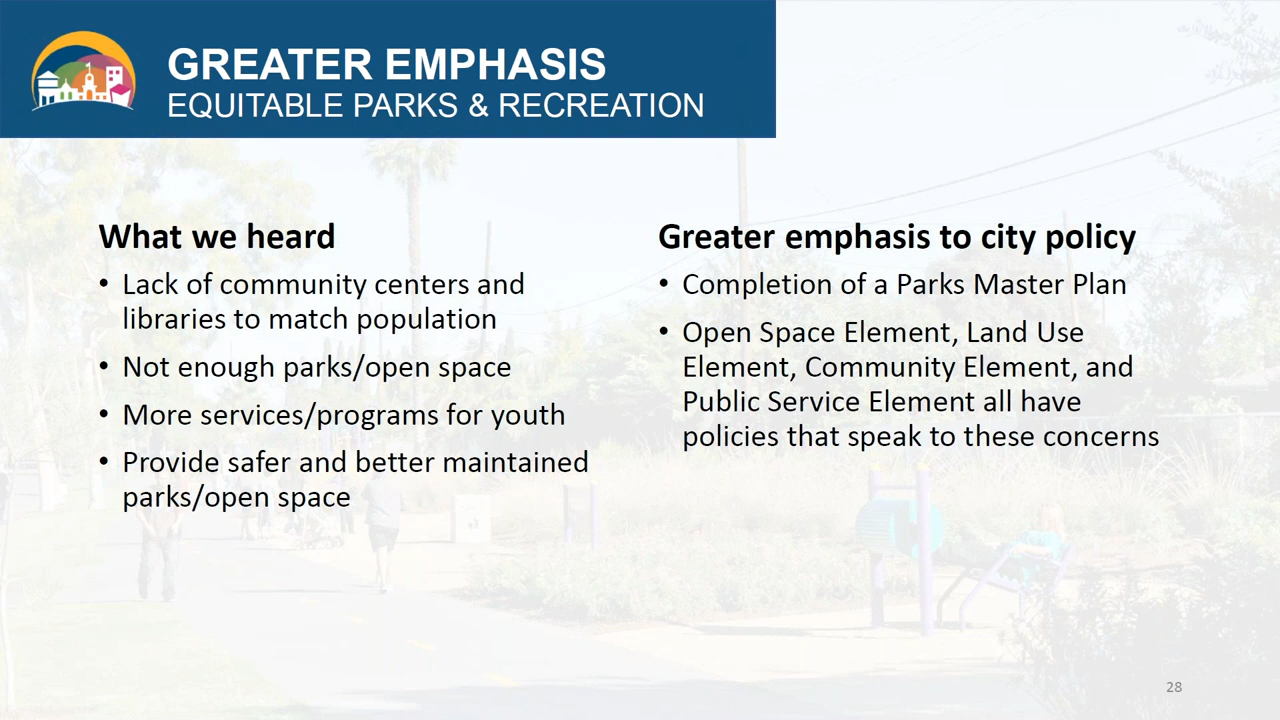 GREATER EMPHASIS
EQUITABLE PARKS & RECREATION
What we heard
• Lack of community centers and
libraries to match population
• Not enough parks/open space
• More services/programs for youth
• Provide safer and better maintained
parks/open space
Greater emphasis to city policy
• Completion of a Parks Master Plan
• Open Space Element, Land Use
Element, Community Element, and
Public Service Element all have
policies that speak to these concerns
28